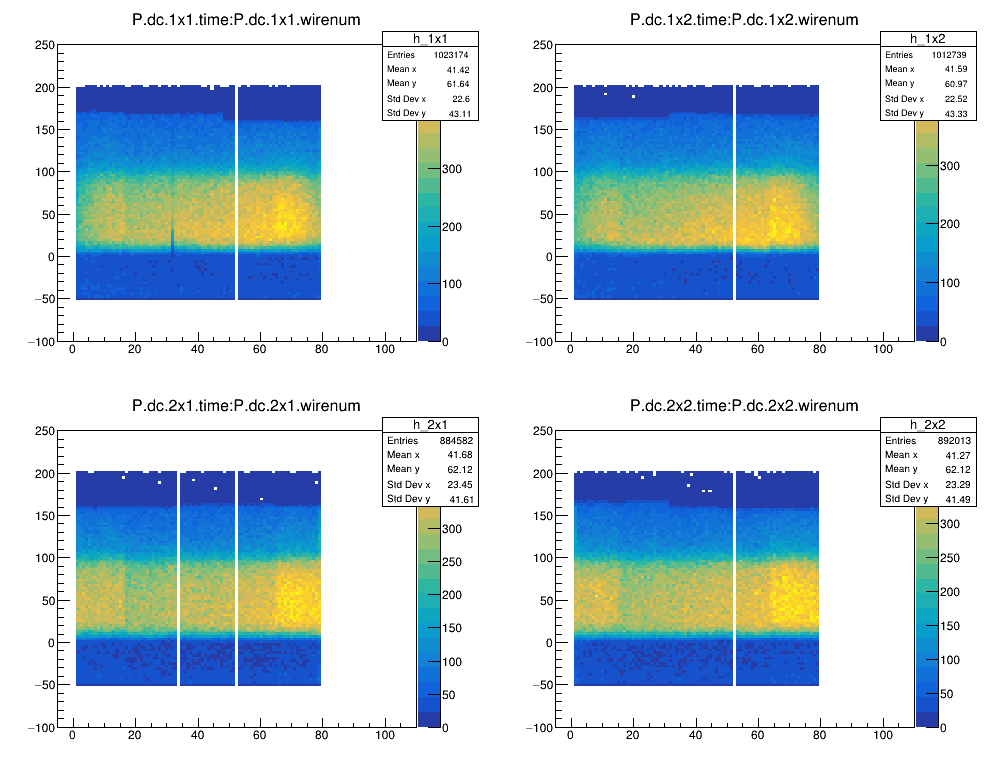 P.dc.1x1.time:P.dc.1x1.wirenum
h_1x1
Entries 1023174
Mean x 41.42
Mean y 61.64
Std Dev x 22.6
Std Dev y 43.11
250
200
150
100
50
0
−50
−100
0 20 40 60 80 100
300
200
100
0
P.dc.1x2.time:P.dc.1x2.wirenum
h_1x2
Entries 1012739
Mean x 41.59
Mean y 60.97
Std Dev x 22.52
Std Dev y 43.33
250
200
150
100
50
0
−50
−100
0 20 40 60 80 100
300
200
100
0
P.dc.2x1.time:P.dc.2x1.wirenum
h_2x1
Entries 884582
Mean x 41.68
Mean y 62.12
Std Dev x 23.45
Std Dev y 41.61
250
200
150
100
50
0
−50
−100
0 20 40 60 80 100
300
250
200
150
100
50
0
P.dc.2x2.time:P.dc.2x2.wirenum
h_2x2
Entries 892013
Mean x 41.27
Mean y 62.12
Std Dev x 23.29
Std Dev y 41.49
250
200
150
100
50
0
−50
−100
0 20 40 60 80 100
300
250
200
150
100
50
0